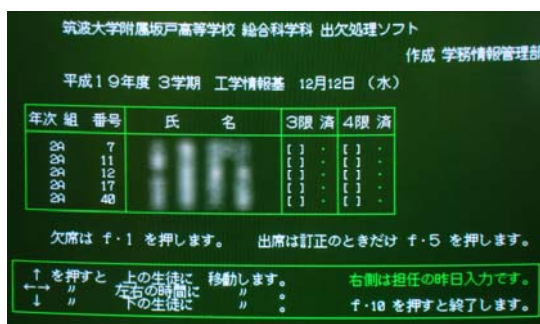 筑波大学附属坂戸高等学校 総合科学科 出欠処理ソフト
作成 学務情報管理部
平成19年度 3学期 工学情報基 12月12日 (水)
年次 組 番号 氏 名 3限 済 4限 済
2A 7 [ ] ・ [ ] ・
2A 11 [ ] ・ [ ] ・
2A 12 [ ] ・ [ ] ・
2A 17 [ ] ・ [ ] ・
2A 40 [ ] ・ [ ] ・
欠席は f・1 を押します。 出席は訂正のときだけ f・5 を押します。
↑ を押すと 上の生徒に 移動します。 右側は担任の昨日入力です。
←→ 〃 左右の時間に 〃 。
↓ 〃 下の生徒に 〃 。 f・10 を押すと終了します。